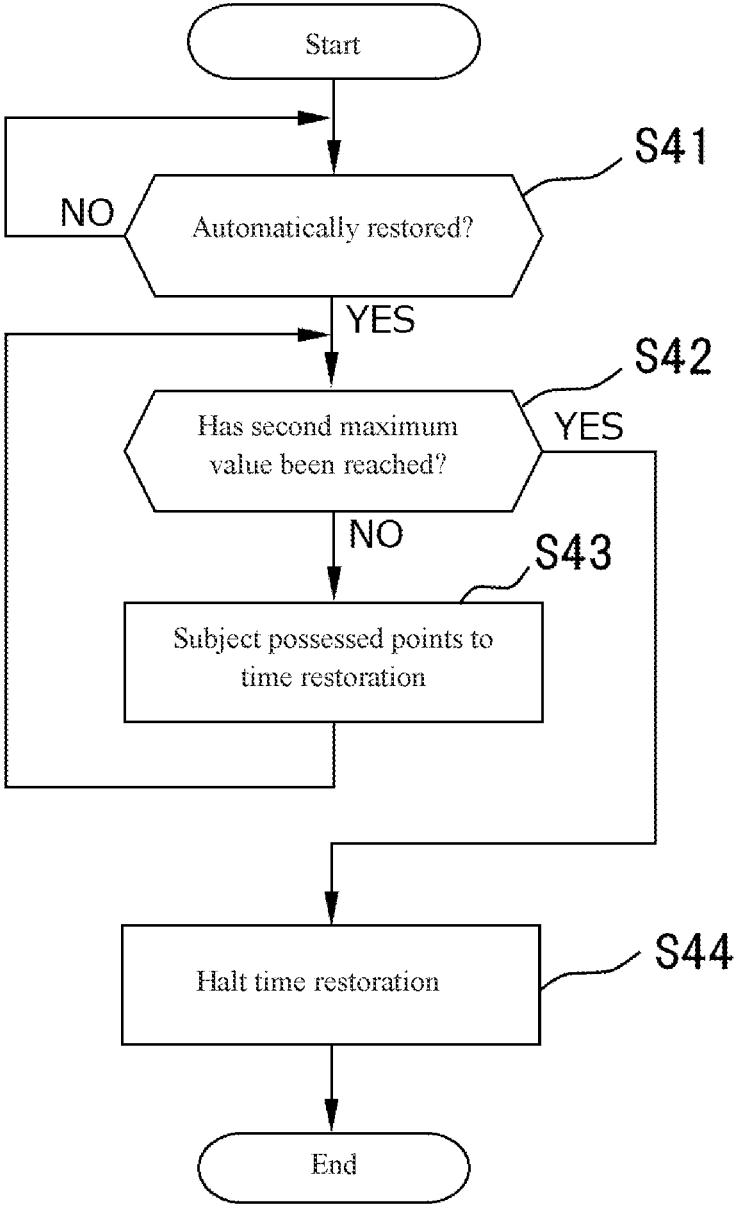 Start
S41
NO
Automatically restored?
YES
S42
Has second maximum
value been reached?
YES
NO
S43
Subject possessed points to
time restoration
S44
Halt time restoration
End